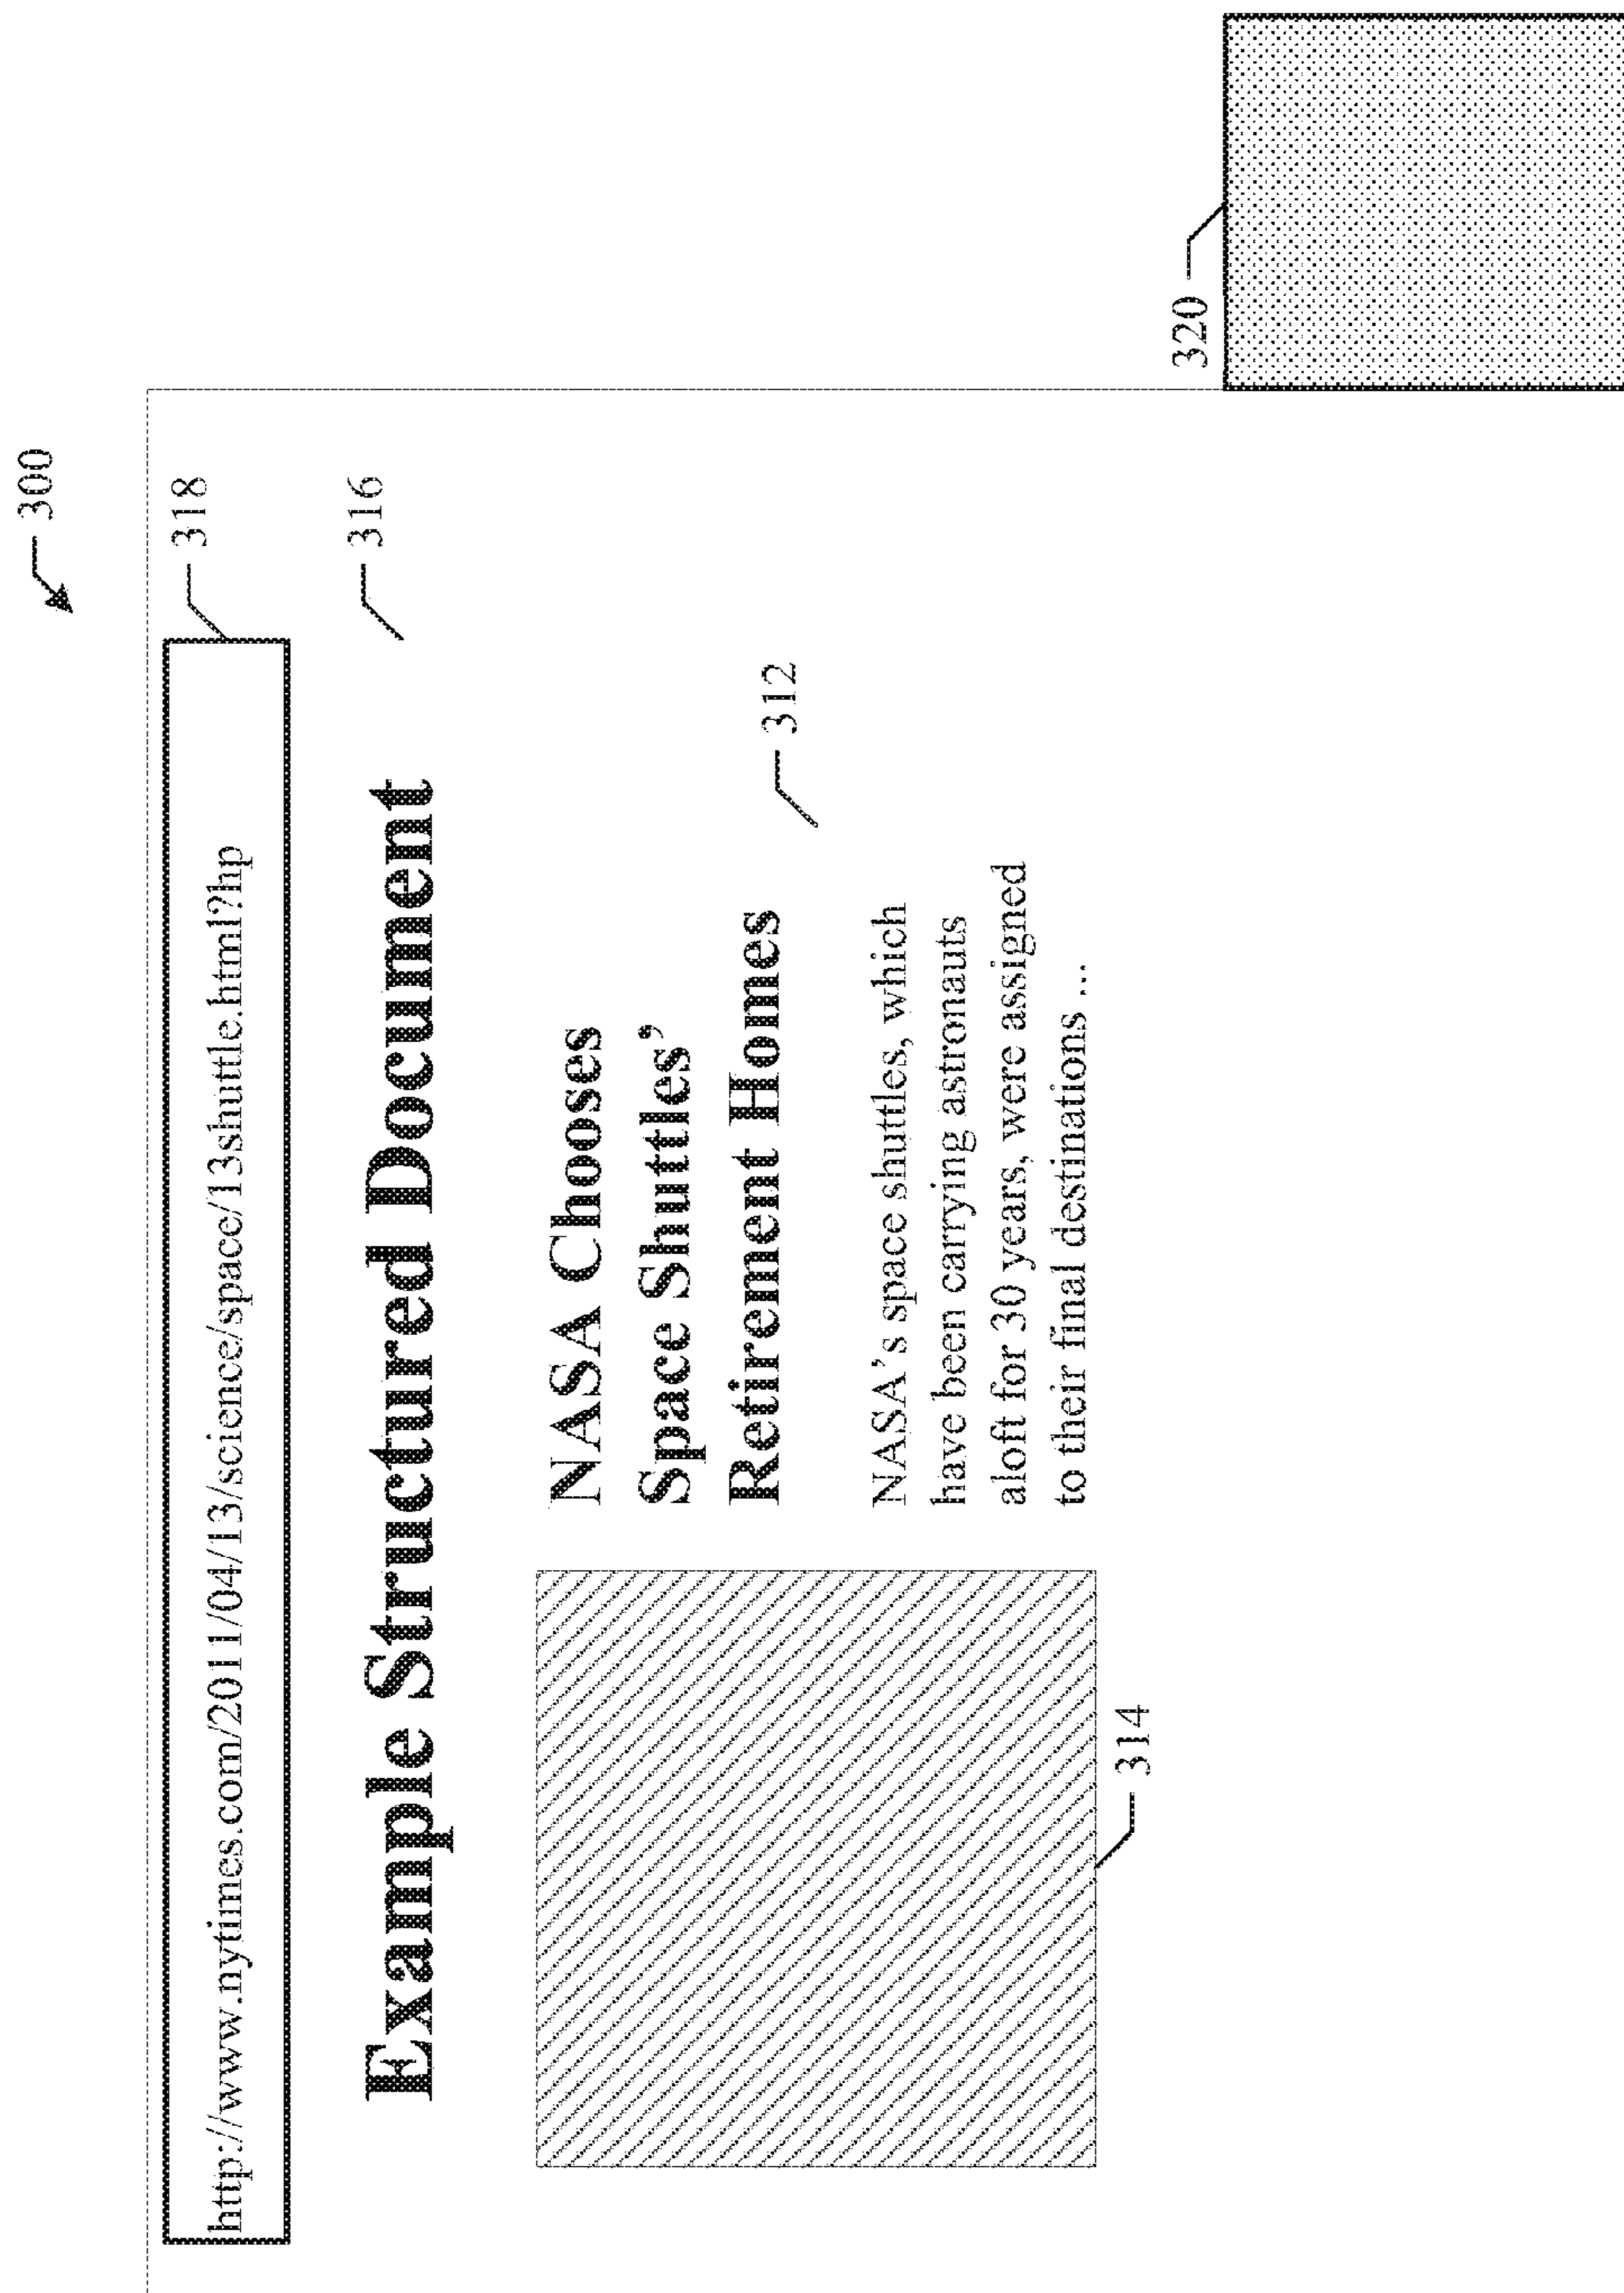 300
318
http://www.nytimes.com/2011/04/13/science/space/13shuttle.html?hp
316
Example Structured Document
NASA Chooses
Space Shuttles’
Retirement Homes
312
NASA’s space shuttles, which
have been carrying astronauts
aloft for 30 years, were assigned
to their final destinations ...
314
320